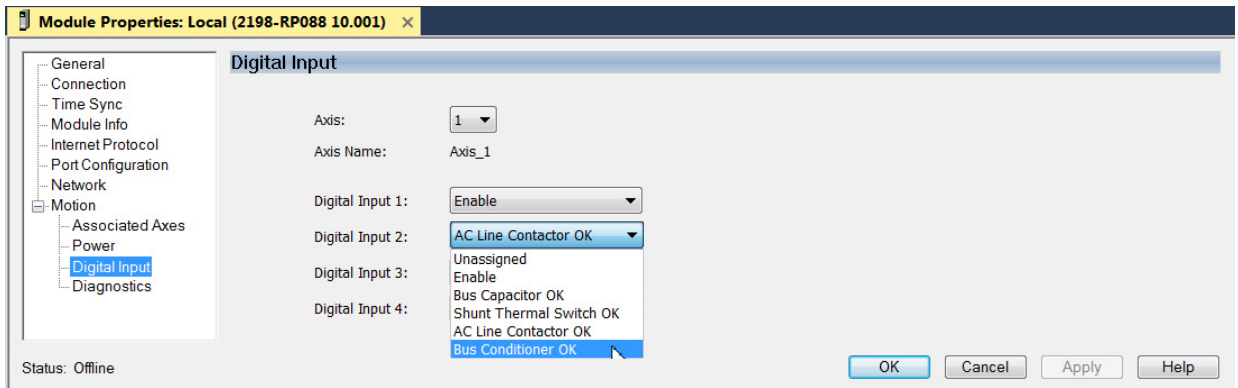 Module Properties: Local (2198-RP088 10.001) ×
General
Connection
Time Sync
Module Info
Internet Protocol
Port Configuration
Network
Motion
Associated Axes
Power
Digital Input
Diagnostics
Digital Input
Axis: 1
Axis Name: Axis_1
Digital Input 1: Enable
Digital Input 2: AC Line Contactor OK
Digital Input 3:
Digital Input 4:
Unassigned
Enable
Bus Capacitor OK
Shunt Thermal Switch OK
AC Line Contactor OK
Bus Conditioner OK
Status: Offline
OK Cancel Apply Help